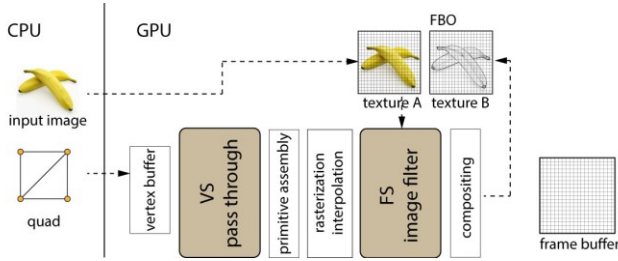 CPU
GPU
FBO
input image
texture A
texture B
quad
vertex buffer
VS
pass through
primitive assembly
rasterization
interpolation
FS
image filter
compositing
frame buffer